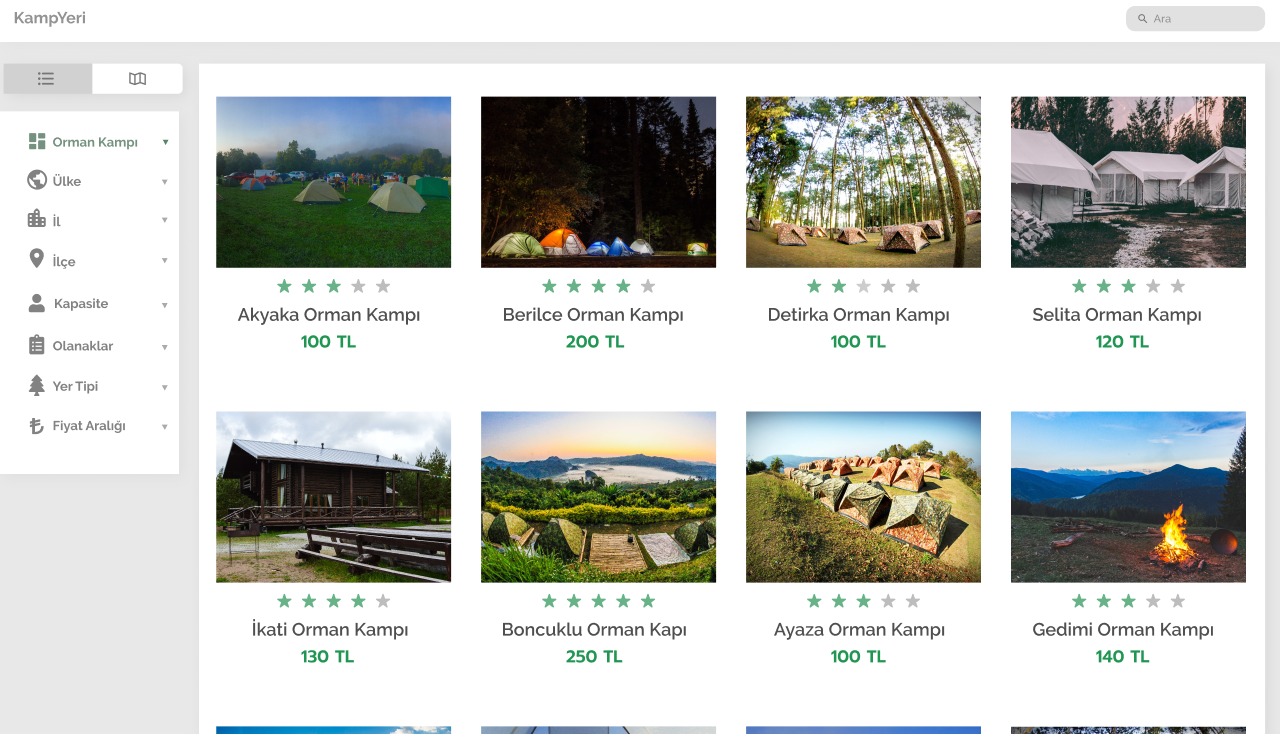 KampYeri
Ara
Orman Kampı
Ülke
İl
İlçe
Kapasite
Olanaklar
Yer Tipi
Fiyat Aralığı
Akyaka Orman Kampı
100 TL
Berilce Orman Kampı
200 TL
Detirka Orman Kampı
100 TL
Selita Orman Kampı
120 TL
İkati Orman Kampı
130 TL
Boncuklu Orman Kapı
250 TL
Ayaza Orman Kampı
100 TL
Gedimi Orman Kampı
140 TL